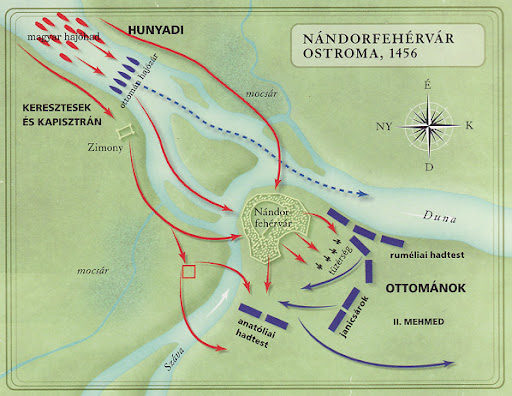 NÁNDORFEHÉRVÁR
OSTROMA, 1456
HUNYADI
magyar hajóhad
ottomán hajózár
KERESZTESEK
ÉS KAPISZTRÁN
Zimony
mocsár
É
NY
K
D
Duna
Nándor-
fehérvár
tüzérség
ruméliai hadtest
OTTOMÁNOK
II. MEHMED
janicsárok
anatóliai
hadtest
mocsár
Száva